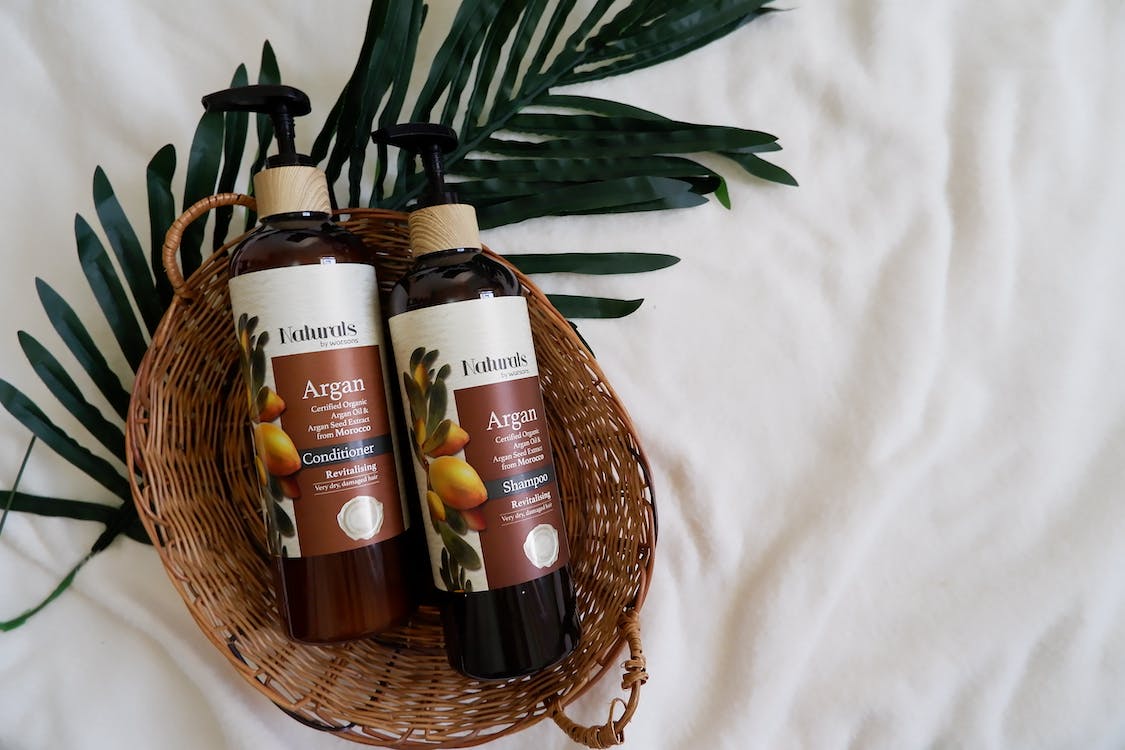 Naturals
by watsons
Argan
Certified Organic
Argan Oil &
Argan Seed Extract
from Morocco
Conditioner
Revitalising
Very dry, damaged hair
Naturals
by watsons
Argan
Certified Organic
Argan Oil &
Argan Seed Extract
from Morocco
Shampoo
Revitalising
Very dry, damaged hair